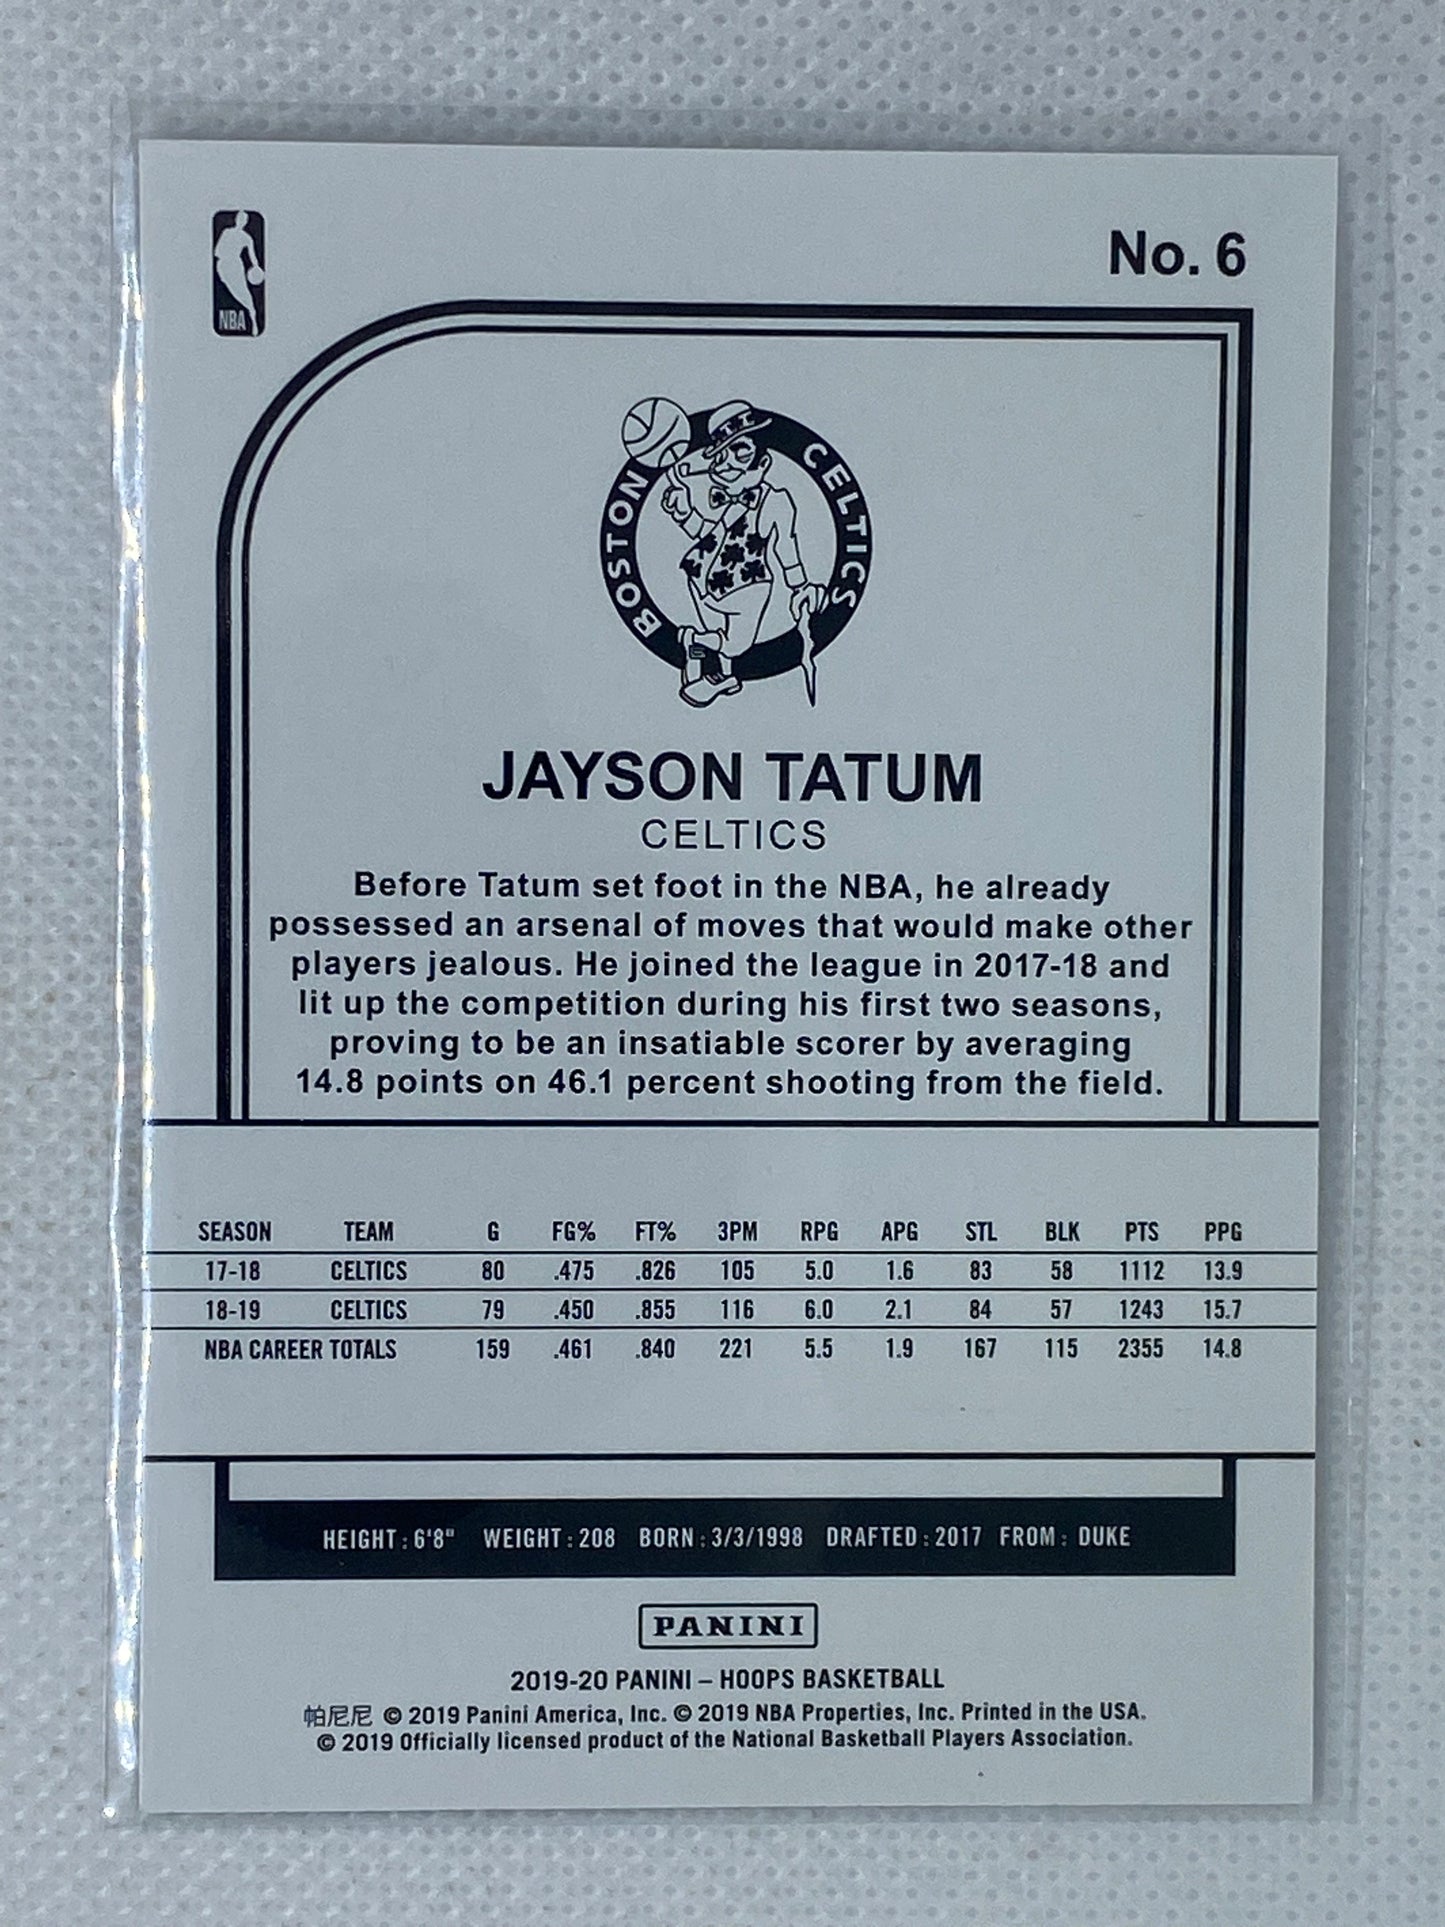 NBA
No. 6
BOSTON CELTICS
JAYSON TATUM
CELTICS
Before Tatum set foot in the NBA, he already
possessed an arsenal of moves that would make other
players jealous. He joined the league in 2017-18 and
lit up the competition during his first two seasons,
proving to be an insatiable scorer by averaging
14.8 points on 46.1 percent shooting from the field.
SEASON TEAM G FG% FT% 3PM RPG APG STL BLK PTS PPG
17-18 CELTICS 80 .475 .826 105 5.0 1.6 83 58 1112 13.9
18-19 CELTICS 79 .450 .855 116 6.0 2.1 84 57 1243 15.7
NBA CAREER TOTALS 159 .461 .840 221 5.5 1.9 167 115 2355 14.8
HEIGHT: 6'8" WEIGHT: 208 BORN: 3/3/1998 DRAFTED: 2017 FROM: DUKE
PANINI
2019-20 PANINI – HOOPS BASKETBALL
帕尼尼 © 2019 Panini America, Inc. © 2019 NBA Properties, Inc. Printed in the USA.
© 2019 Officially licensed product of the National Basketball Players Association.